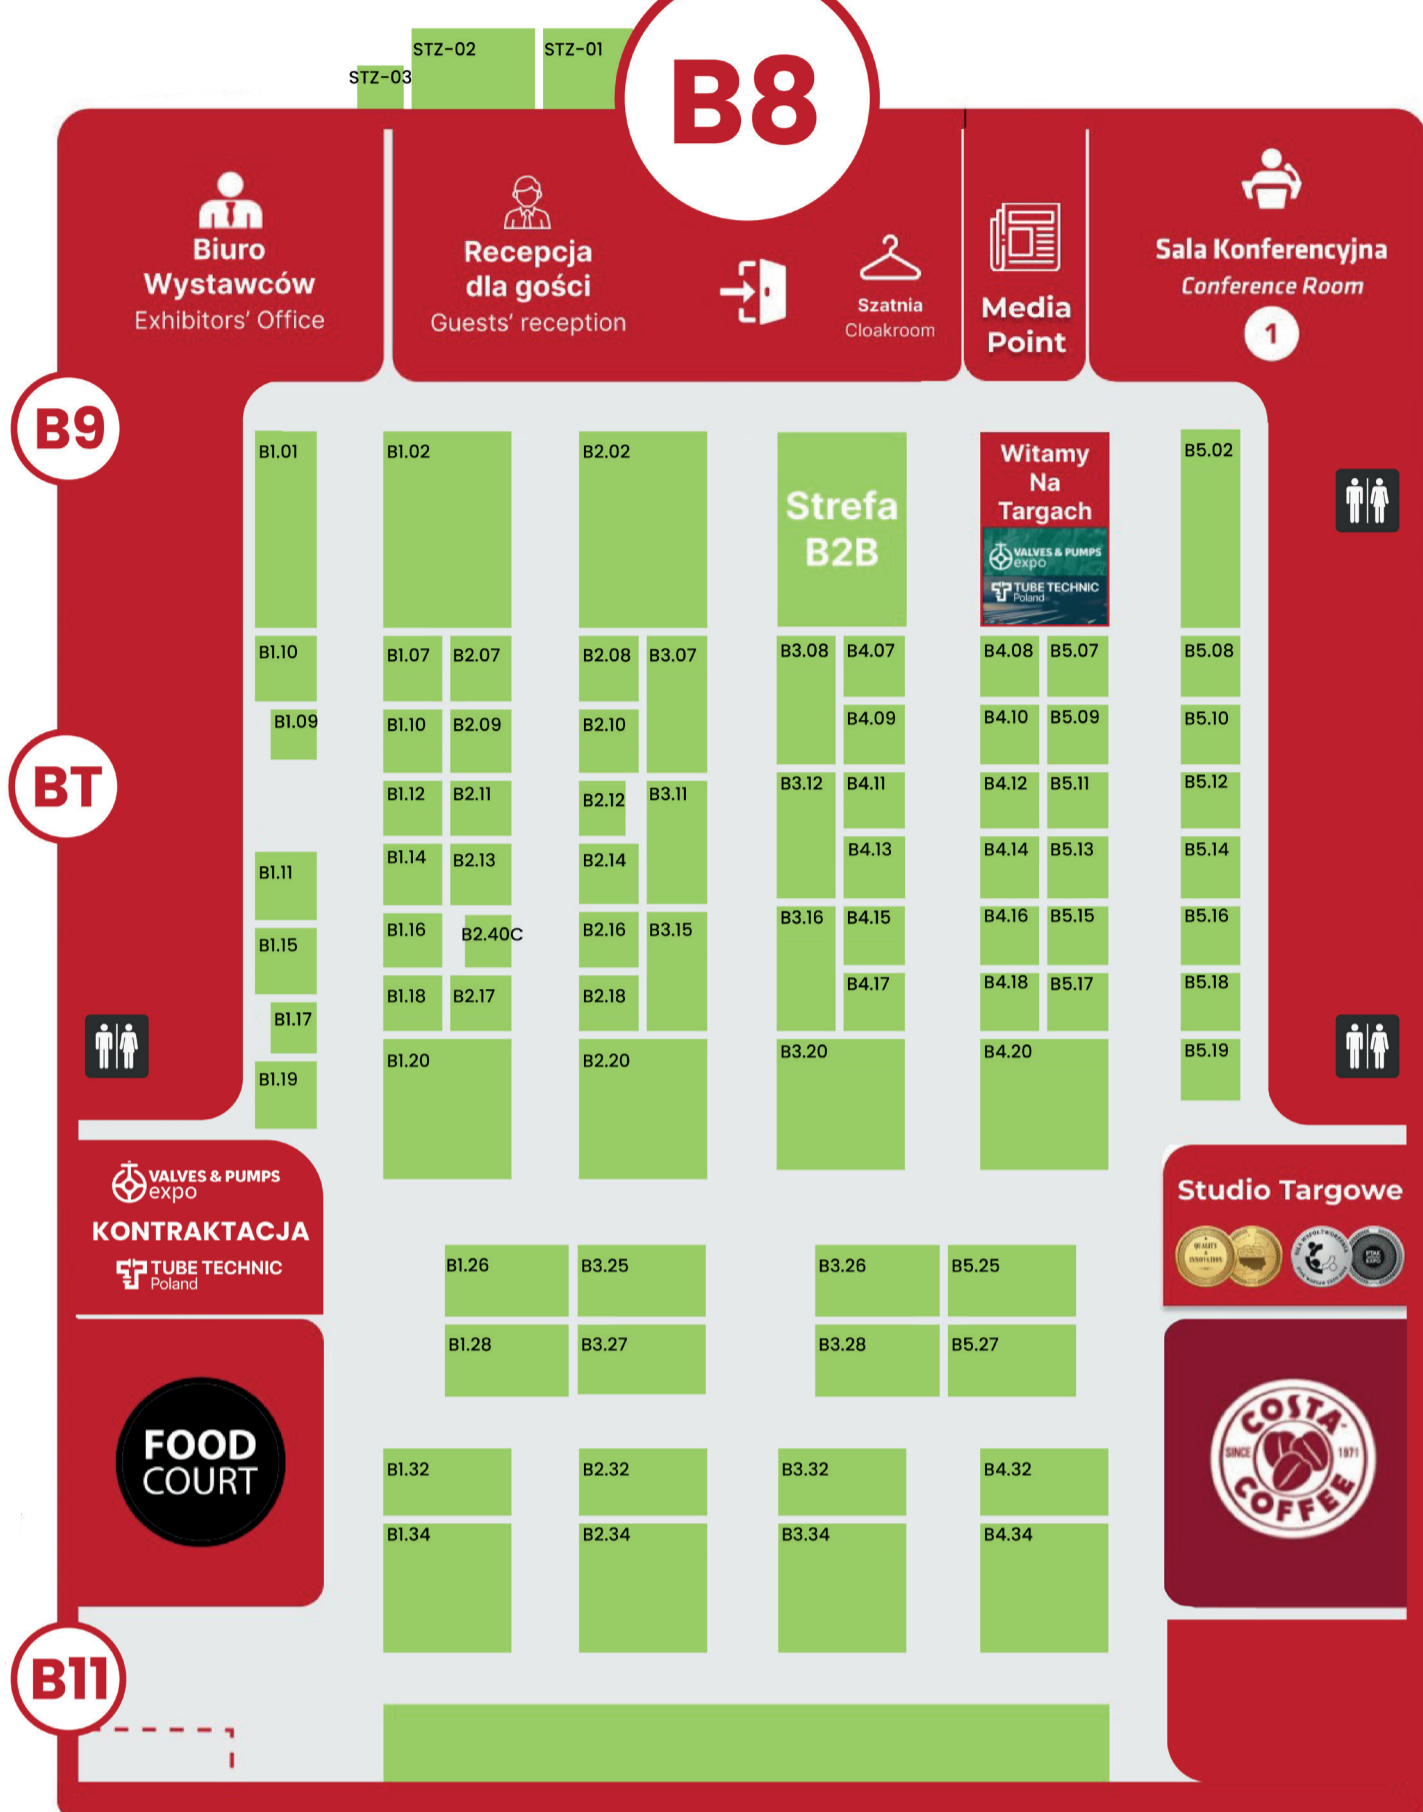 STZ-02
STZ-01
STZ-03
B8
Biuro
Wystawców
Exhibitors' Office
Recepcja
dla gości
Guests' reception
Szatnia
Cloakroom
Media
Point
Sala Konferencyjna
Conference Room
1
B9
B1.01
B1.02
B2.02
Strefa
B2B
Witamy
Na
Targach
VALVES & PUMPS
expo
TUBE TECHNIC
Poland
B5.02
B1.10
B1.07 B2.07
B2.08 B3.07
B3.08 B4.07
B4.08 B5.07
B5.08
B1.09
B1.10 B2.09
B2.10
B4.09
B4.10 B5.09
B5.10
BT
B1.12 B2.11
B2.12 B3.11
B3.12 B4.11
B4.12 B5.11
B5.12
B1.11
B1.14 B2.13
B2.14
B4.13
B4.14 B5.13
B5.14
B1.15
B1.16 B2.40C
B2.16 B3.15
B3.16 B4.15
B4.16 B5.15
B5.16
B1.17
B1.18 B2.17
B2.18
B4.17
B4.18 B5.17
B5.18
B1.19
B1.20
B2.20
B3.20
B4.20
B5.19
VALVES & PUMPS
expo
KONTRAKTACJA
TUBE TECHNIC
Poland
Studio Targowe
QUALITY
&
INNOVATION
PTAK
EXPO
B1.26 B3.25
B3.26 B5.25
B1.28 B3.27
B3.28 B5.27
FOOD
COURT
COSTA
SINCE 1971
COFFEE
B1.32
B2.32
B3.32
B4.32
B1.34
B2.34
B3.34
B4.34
B11